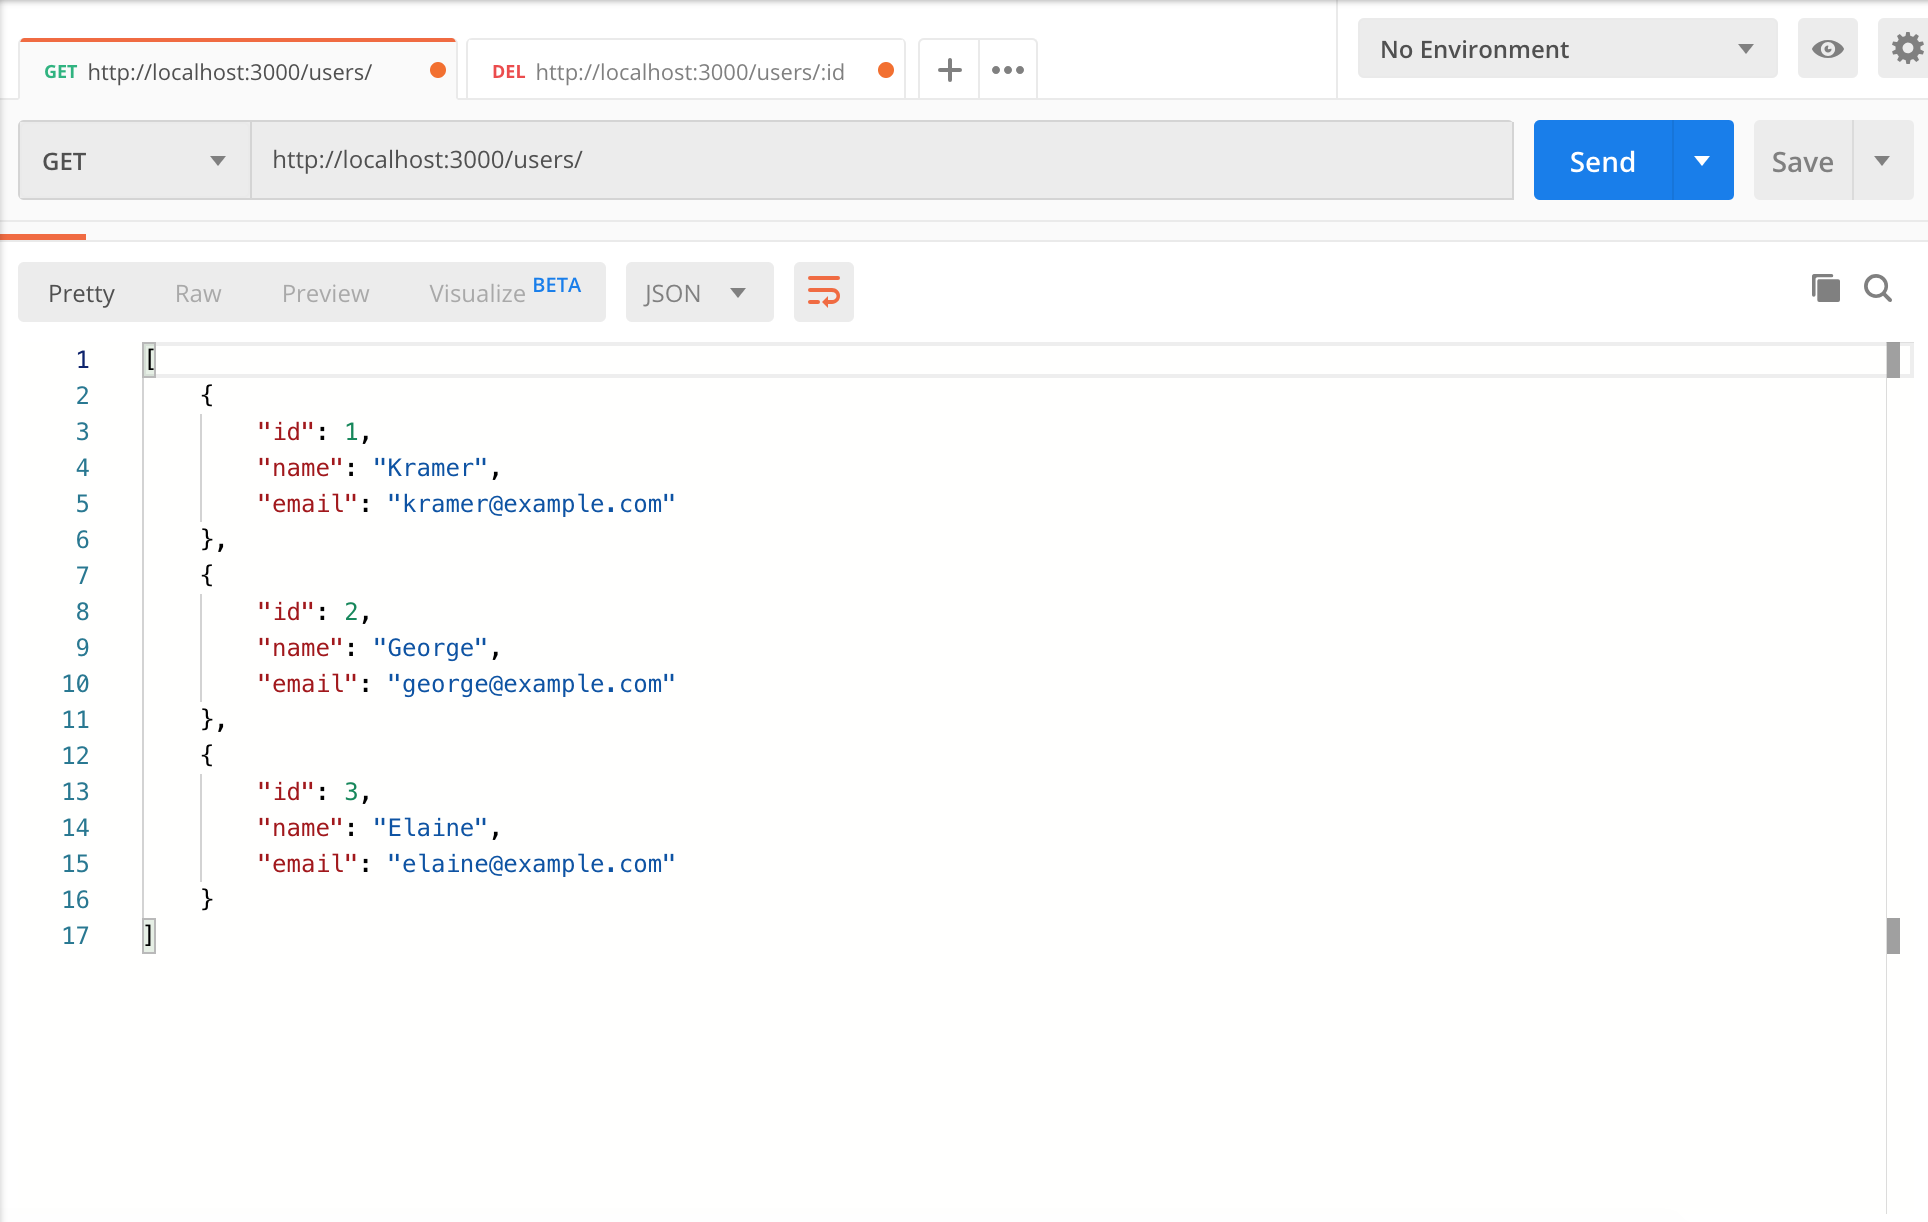 GET http://localhost:3000/users/
DEL http://localhost:3000/users/:id
No Environment
GET
http://localhost:3000/users/
Send
Save
Pretty Raw Preview Visualize BETA
JSON
1 [
2 {
3 "id": 1,
4 "name": "Kramer",
5 "email": "kramer@example.com"
6 },
7 {
8 "id": 2,
9 "name": "George",
10 "email": "george@example.com"
11 },
12 {
13 "id": 3,
14 "name": "Elaine",
15 "email": "elaine@example.com"
16 }
17 ]